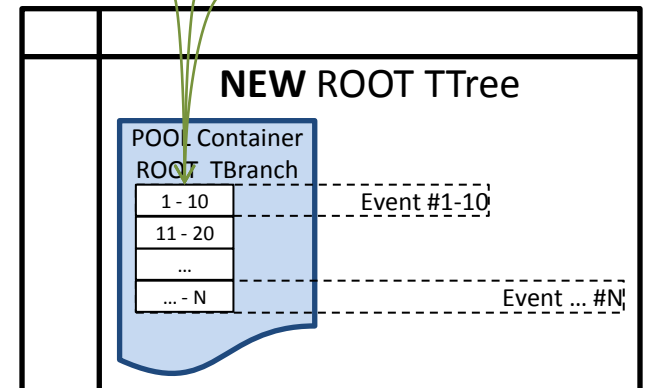 NEW ROOT TTree
POOL Container
ROOT TBranch
1 - 10
Event #1-10
11 - 20
...
... - N
Event ... #N